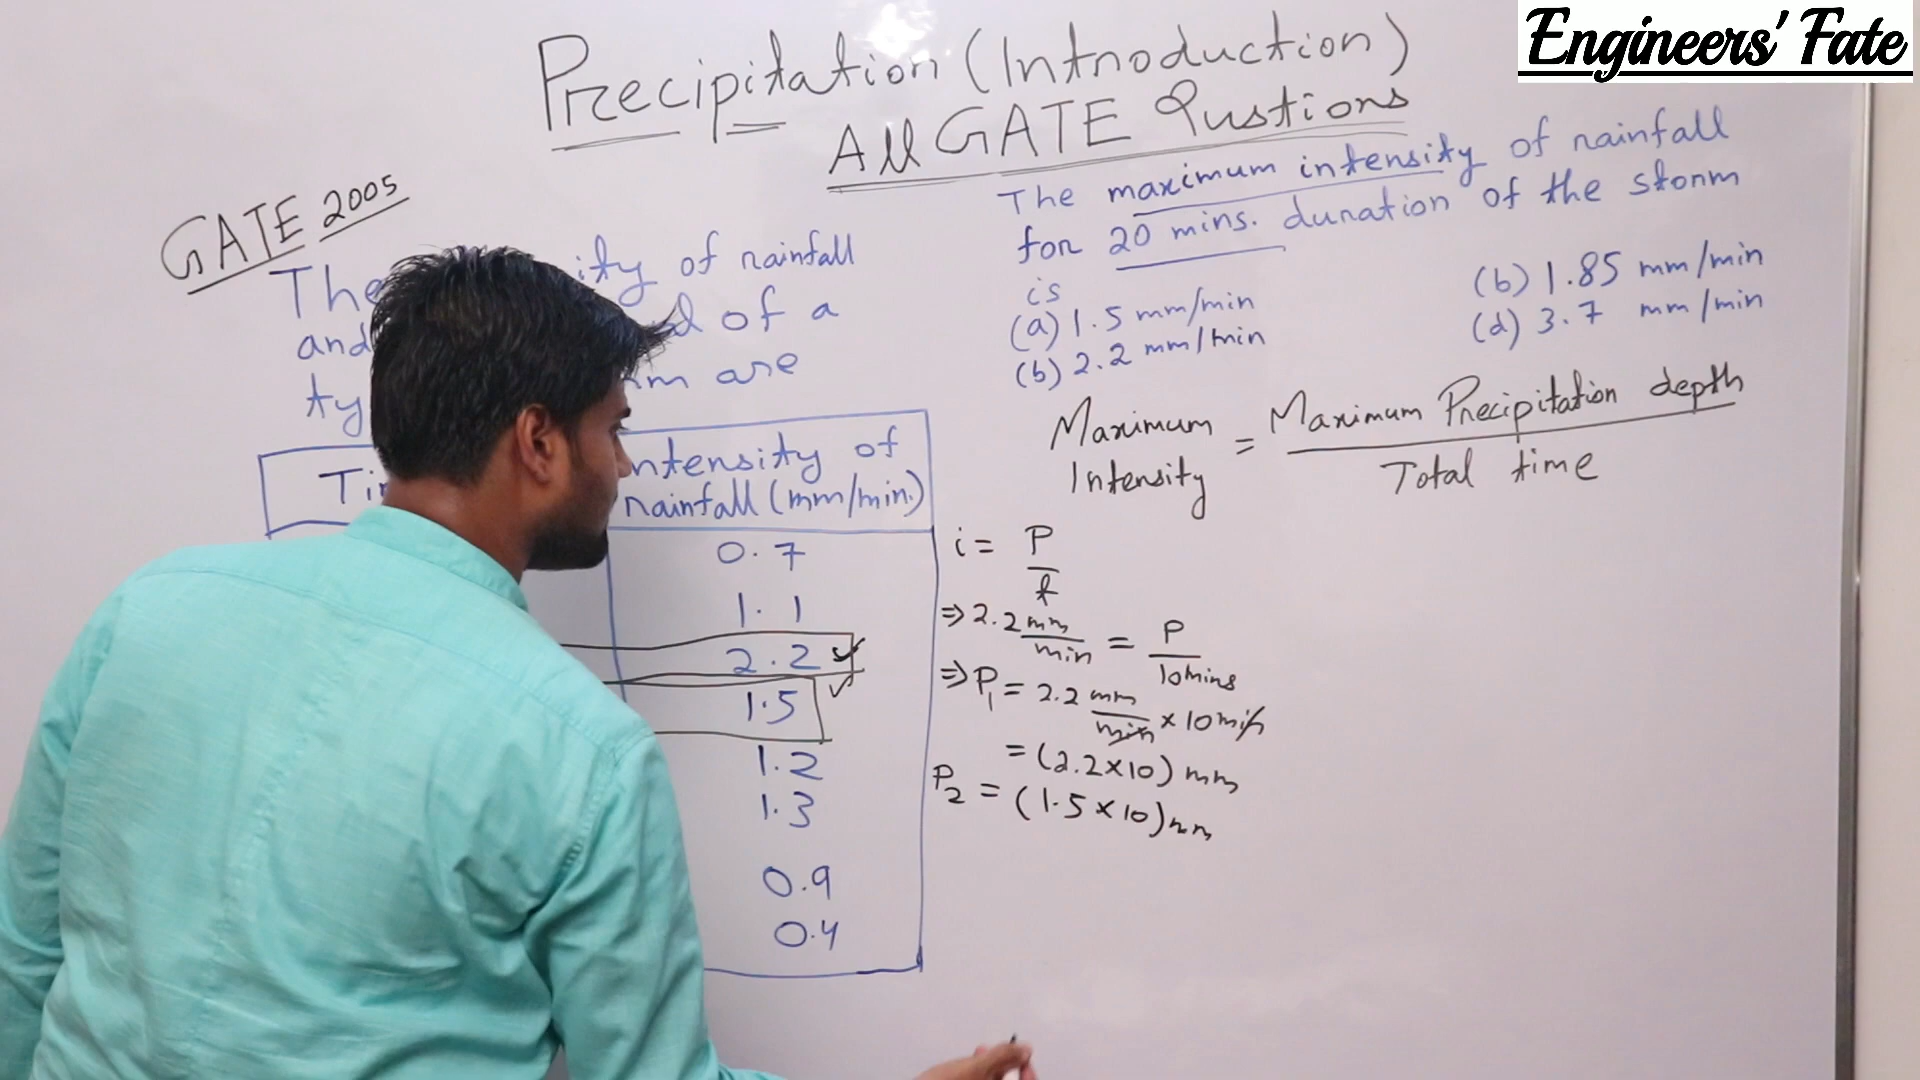 Engineers' Fate
Precipitation (Introduction)
All GATE Qustions
GATE 2005
The of rainfall
and of a
are
Intensity of
rainfall (mm/min.)
0.7
1.1
2.2
1.5
1.2
1.3
0.9
0.4
The maximum intensity of rainfall
for 20 mins. duration of the storm
is
(a) 1.5 mm/min (b) 1.85 mm/min
(b) 2.2 mm/min (d) 3.7 mm/min
Maximum Intensity = Maximum Precipitation depth
Total time
i = P
t
⇒ 2.2 mm/min = P/10mins
⇒ P1 = 2.2 mm/min × 10 min
= (2.2×10) mm
P2 = (1.5×10) mm